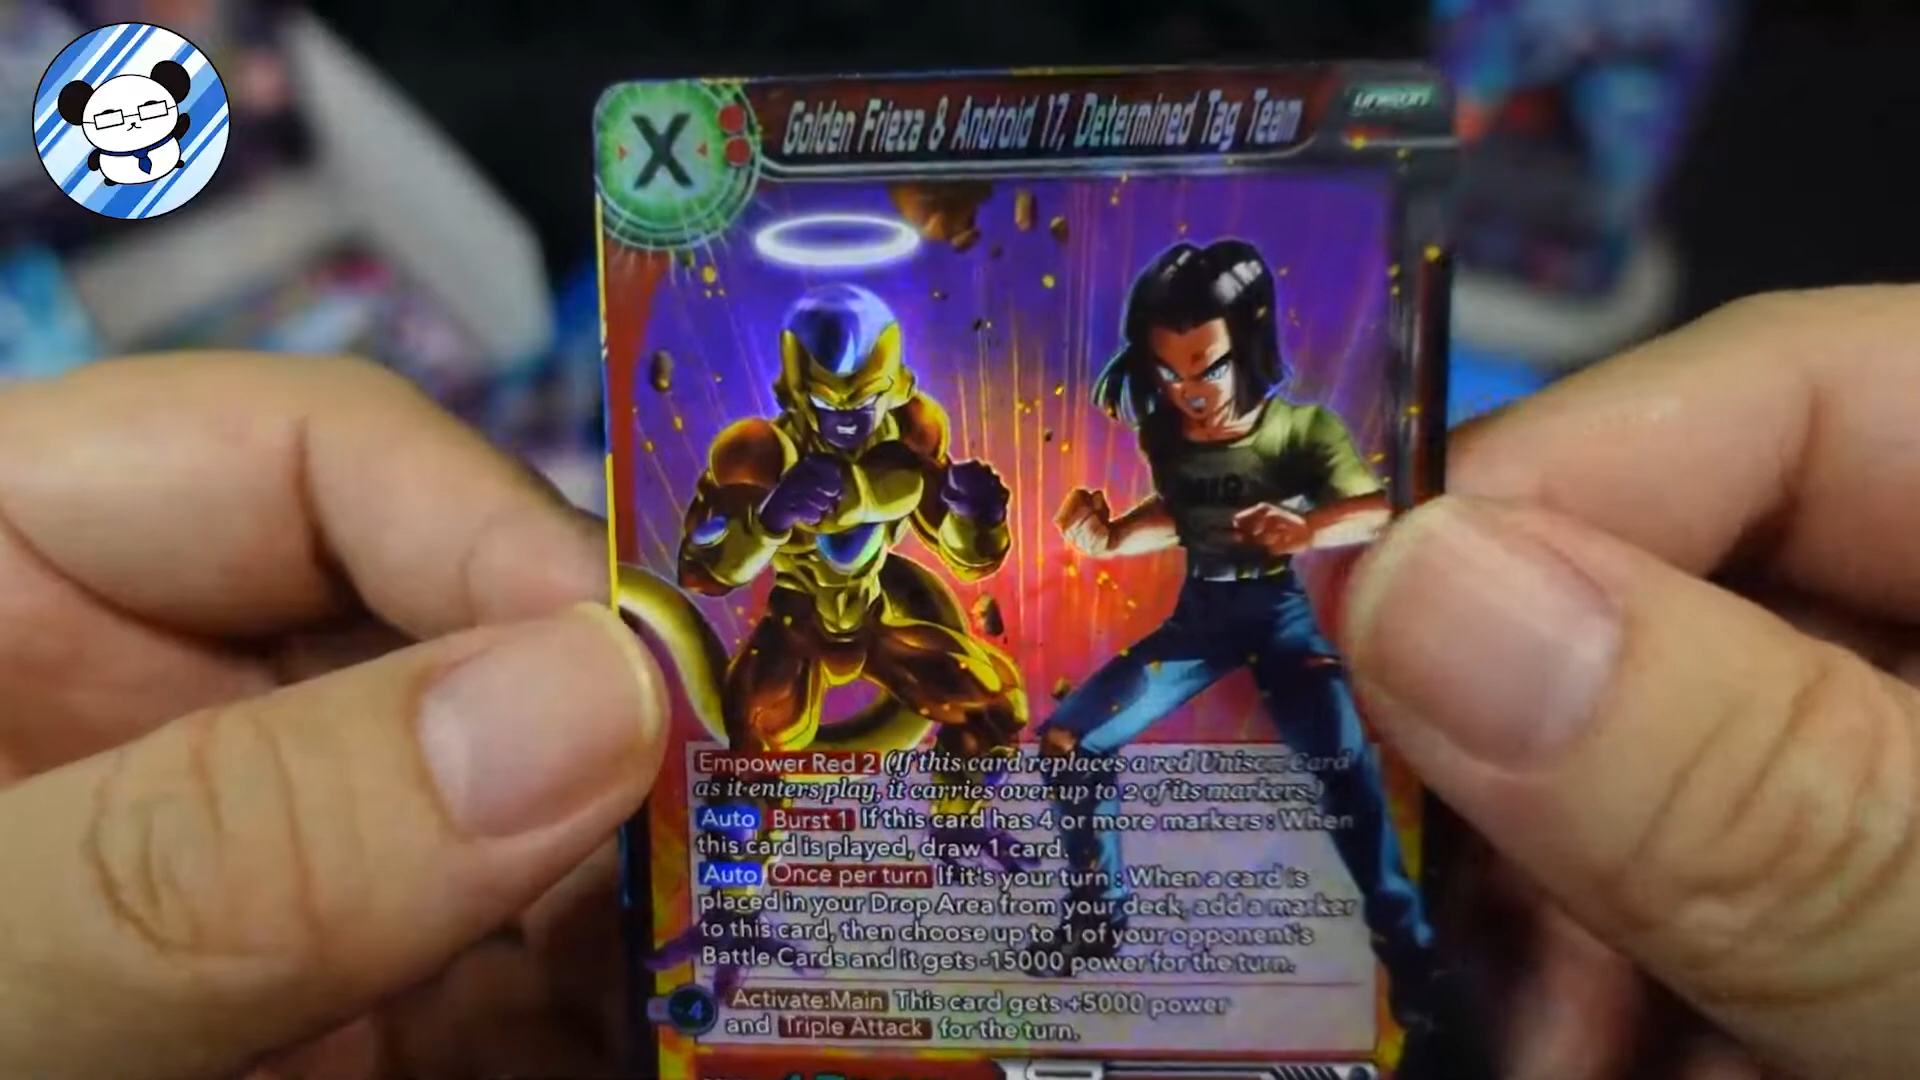 X
Golden Frieza & Android 17, Determined Tag Team
UNISON
Empower Red 2 (If this card replaces a red Unison Card
as it enters play, it carries over up to 2 of its markers.)
Auto Burst 1 If this card has 4 or more markers : When
this card is played, draw 1 card.
Auto Once per turn If it's your turn : When a card is
placed in your Drop Area from your deck, add a marker
to this card, then choose up to 1 of your opponent's
Battle Cards and it gets -15000 power for the turn.
-4 Activate:Main This card gets +5000 power
and Triple Attack for the turn.